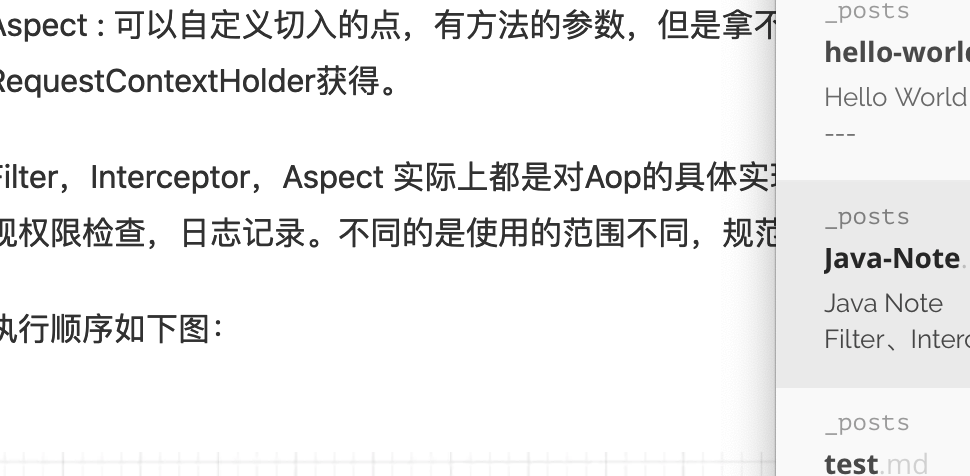 Aspect : 可以自定义切入的点，有方法的参数，但是拿不
RequestContextHolder获得。
Filter，Interceptor，Aspect 实际上都是对Aop的具体实现
现权限检查，日志记录。不同的是使用的范围不同，规范
执行顺序如下图：
_posts
hello-world
Hello World
---
_posts
Java-Note.
Java Note
Filter、Interc
_posts
test.md